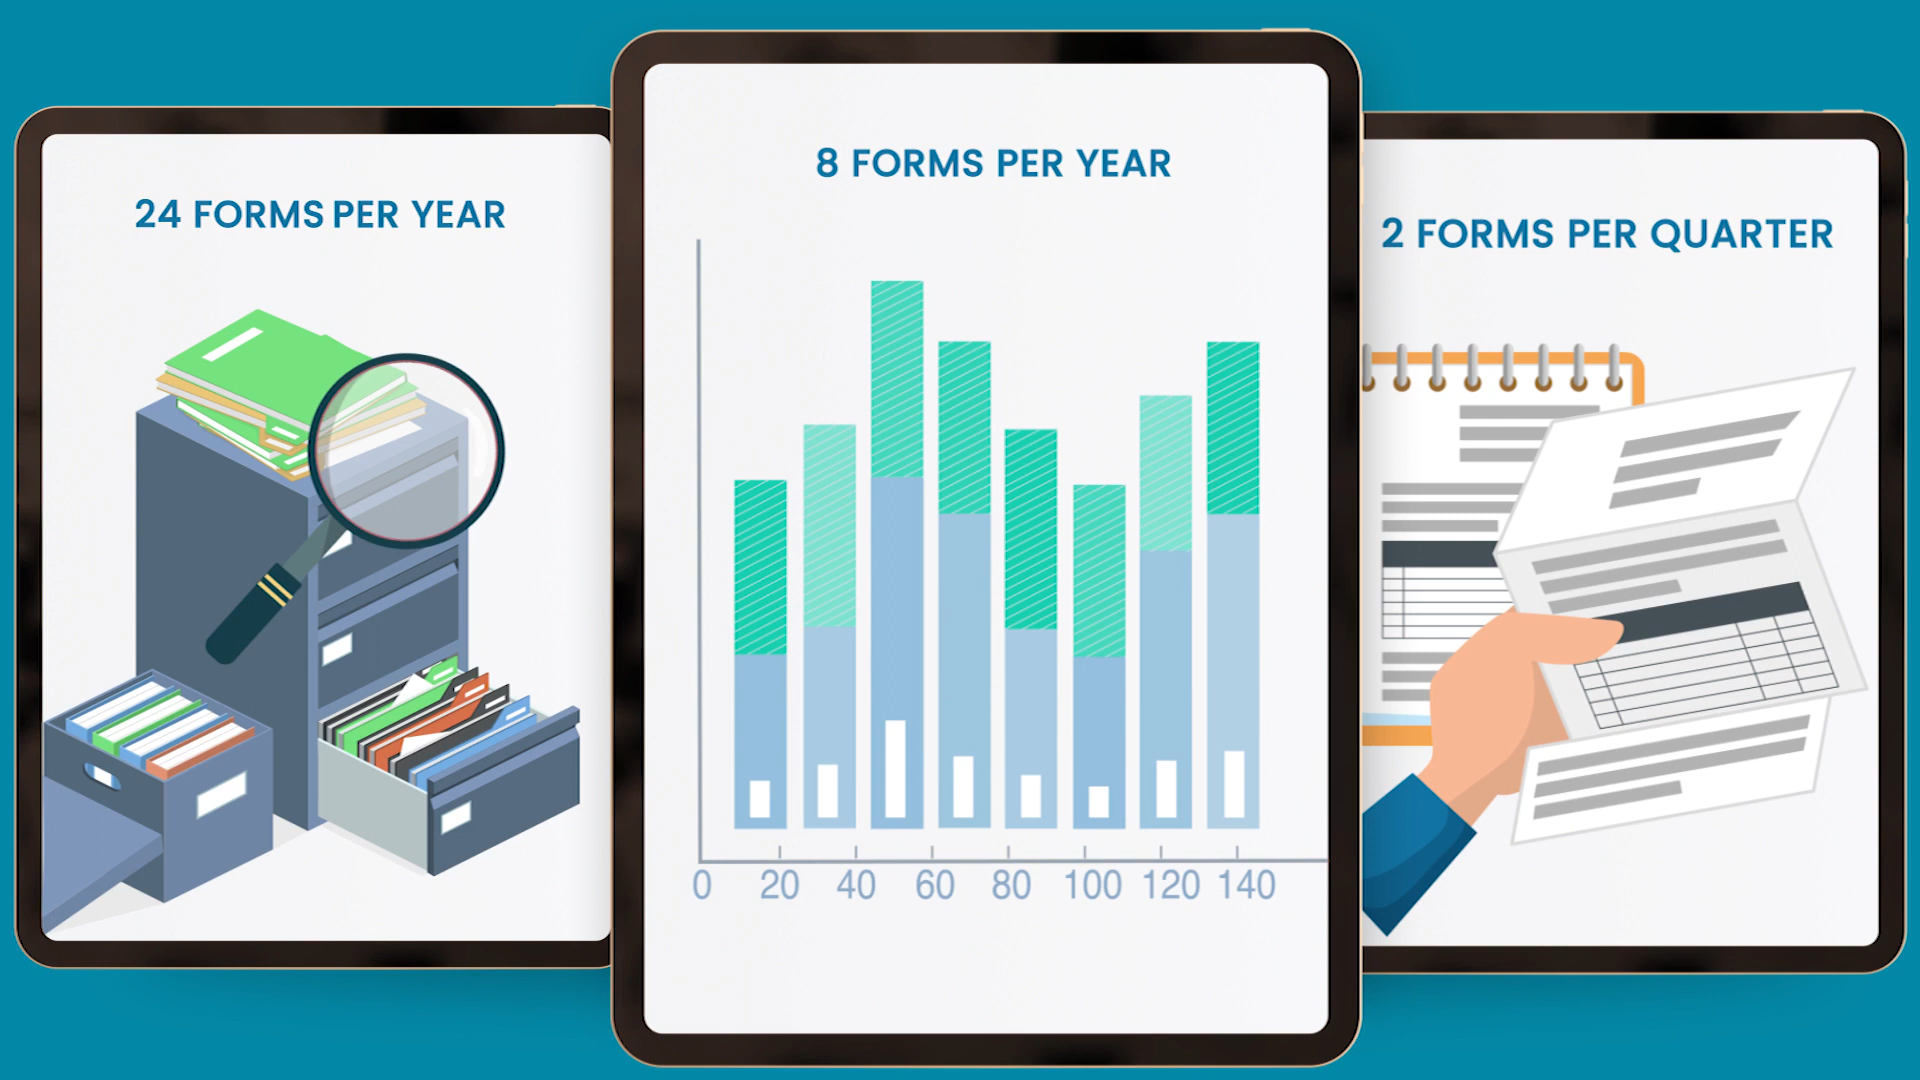 24 FORMS PER YEAR
8 FORMS PER YEAR
0 20 40 60 80 100 120 140
2 FORMS PER QUARTER